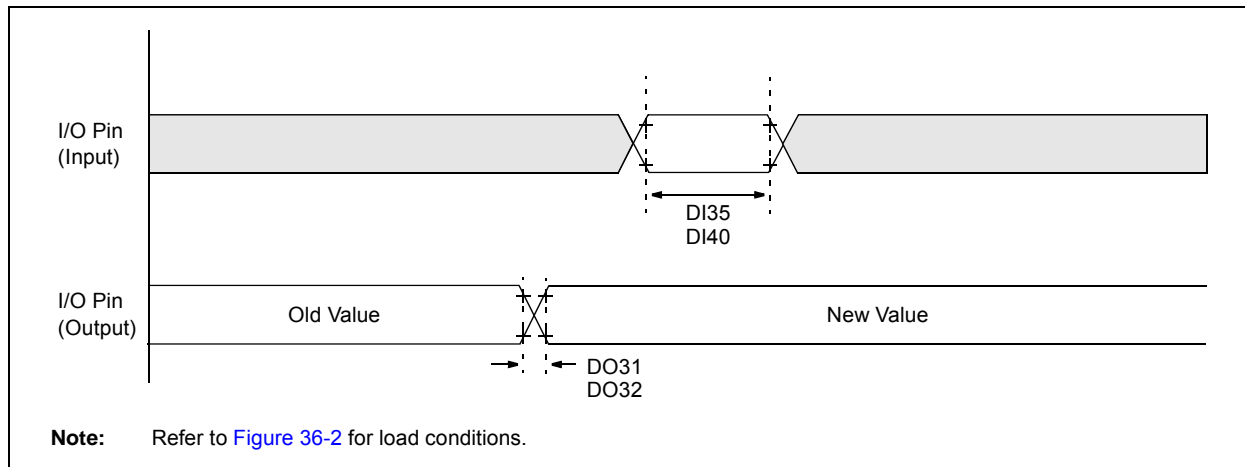 I/O Pin
(Input)
DI35
DI40
I/O Pin
(Output)
Old Value
New Value
DO31
DO32
Note: Refer to Figure 36-2 for load conditions.